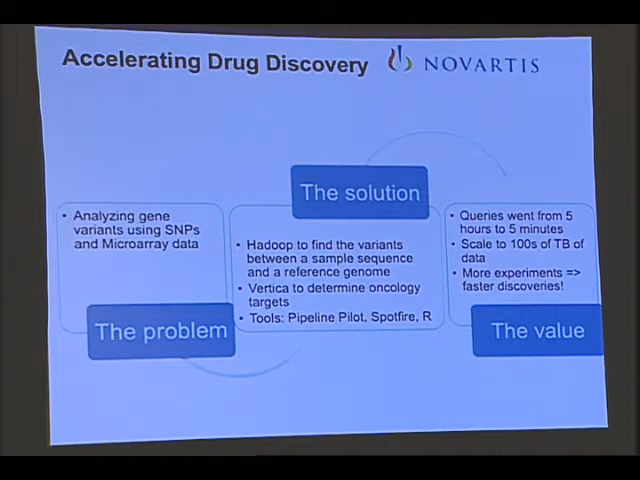 Accelerating Drug Discovery
NOVARTIS
• Analyzing gene
variants using SNPs
and Microarray data
The problem
The solution
• Hadoop to find the variants
between a sample sequence
and a reference genome
• Vertica to determine oncology
targets
• Tools: Pipeline Pilot, Spotfire, R
• Queries went from 5
hours to 5 minutes
• Scale to 100s of TB of
data
• More experiments =>
faster discoveries!
The value